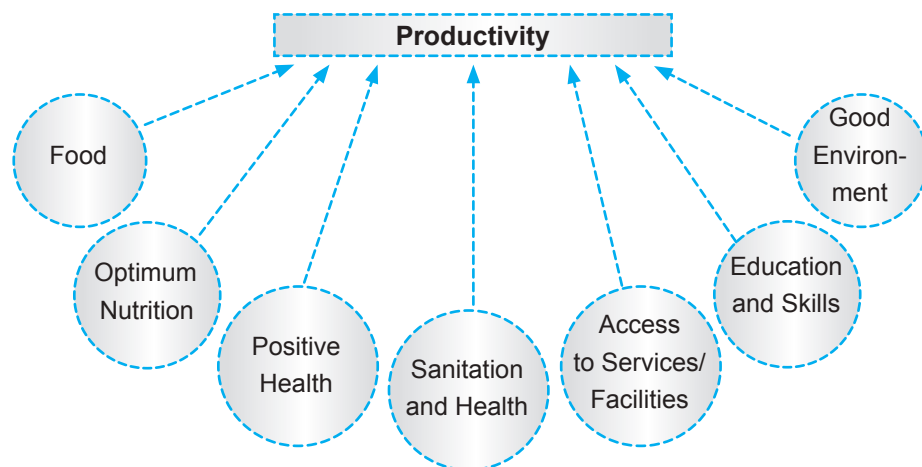 Productivity
Food
Optimum
Nutrition
Positive
Health
Sanitation
and Health
Access
to Services/
Facilities
Education
and Skills
Good
Environ-
ment